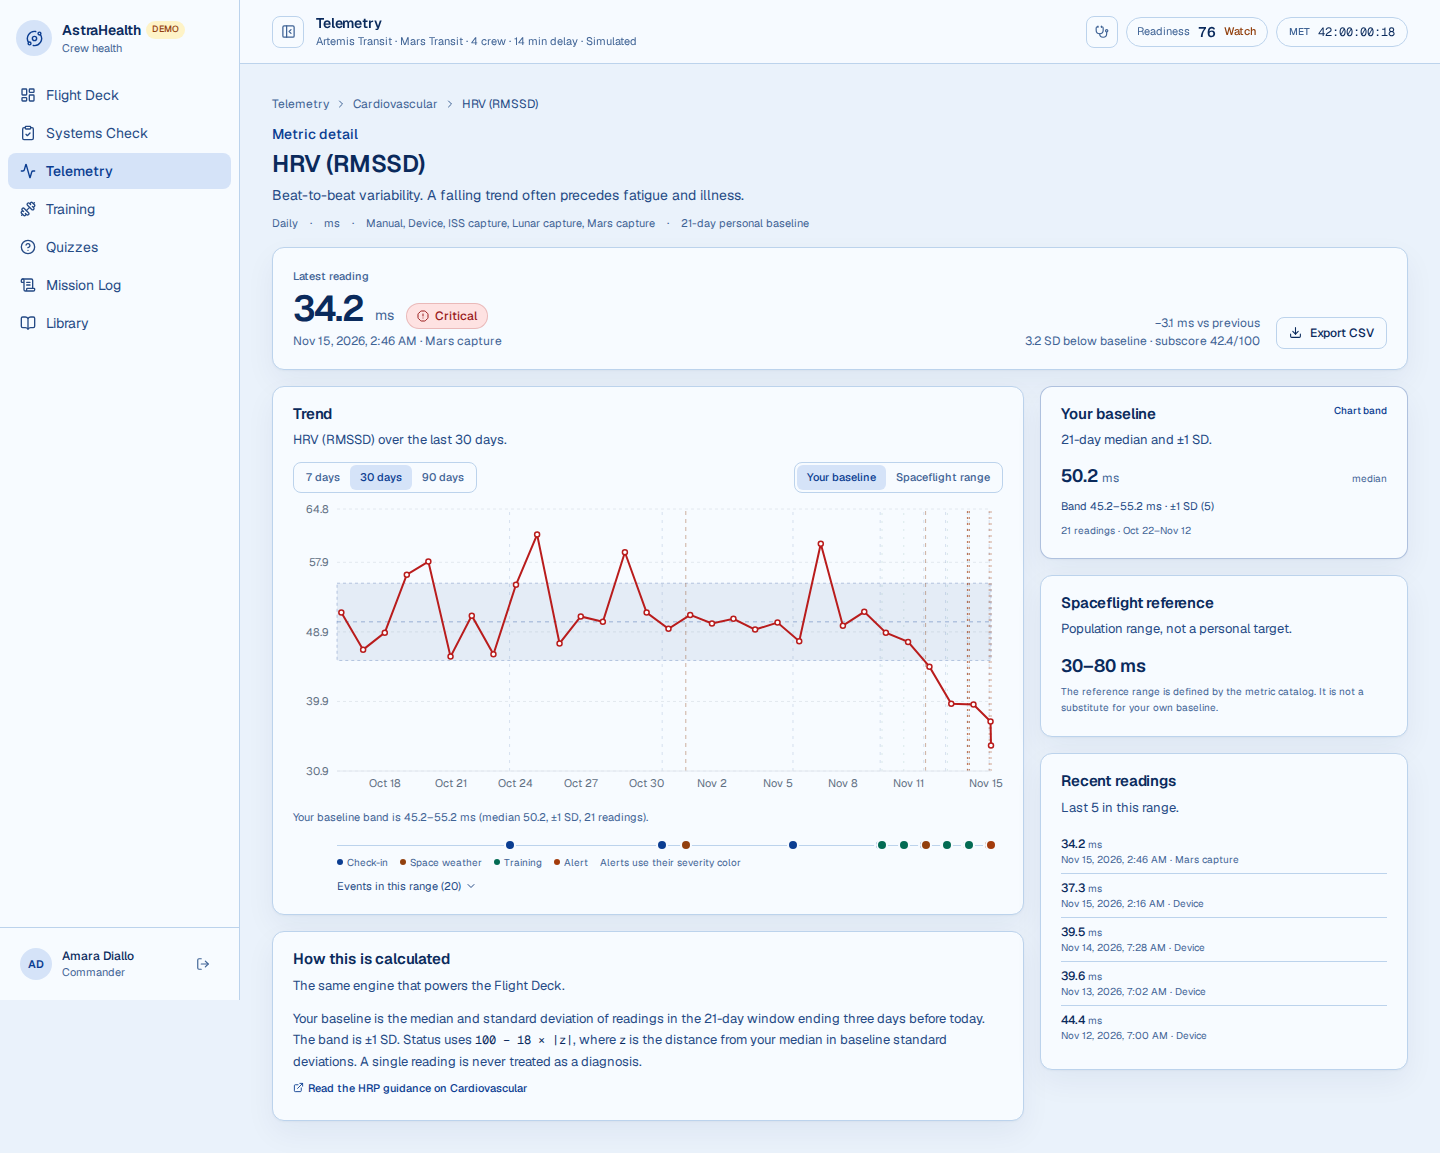 AstraHealth DEMO
Crew health
Flight Deck
Systems Check
Telemetry
Training
Quizzes
Mission Log
Library
AD
Amara Diallo
Commander
Telemetry
Artemis Transit · Mars Transit · 4 crew · 14 min delay · Simulated
Readiness 76 Watch
MET 42:00:00:18
Telemetry > Cardiovascular > HRV (RMSSD)
Metric detail
HRV (RMSSD)
Beat-to-beat variability. A falling trend often precedes fatigue and illness.
Daily · ms · Manual, Device, ISS capture, Lunar capture, Mars capture · 21-day personal baseline
Latest reading
34.2 ms Critical
Nov 15, 2026, 2:46 AM · Mars capture
−3.1 ms vs previous
3.2 SD below baseline · subscore 42.4/100
Export CSV
Trend
HRV (RMSSD) over the last 30 days.
7 days 30 days 90 days
Your baseline Spaceflight range
64.8
57.9
48.9
39.9
30.9
Oct 18 Oct 21 Oct 24 Oct 27 Oct 30 Nov 2 Nov 5 Nov 8 Nov 11 Nov 15
Your baseline band is 45.2–55.2 ms (median 50.2, ±1 SD, 21 readings).
Check-in Space weather Training Alert Alerts use their severity color
Events in this range (20)
How this is calculated
The same engine that powers the Flight Deck.
Your baseline is the median and standard deviation of readings in the 21-day window ending three days before today.
The band is ±1 SD. Status uses 100 − 18 × |z|, where z is the distance from your median in baseline standard
deviations. A single reading is never treated as a diagnosis.
Read the HRP guidance on Cardiovascular
Your baseline Chart band
21-day median and ±1 SD.
50.2 ms median
Band 45.2–55.2 ms · ±1 SD (5)
21 readings · Oct 22–Nov 12
Spaceflight reference
Population range, not a personal target.
30–80 ms
The reference range is defined by the metric catalog. It is not a
substitute for your own baseline.
Recent readings
Last 5 in this range.
34.2 ms
Nov 15, 2026, 2:46 AM · Mars capture
37.3 ms
Nov 15, 2026, 2:16 AM · Device
39.5 ms
Nov 14, 2026, 7:28 AM · Device
39.6 ms
Nov 13, 2026, 7:02 AM · Device
44.4 ms
Nov 12, 2026, 7:00 AM · Device